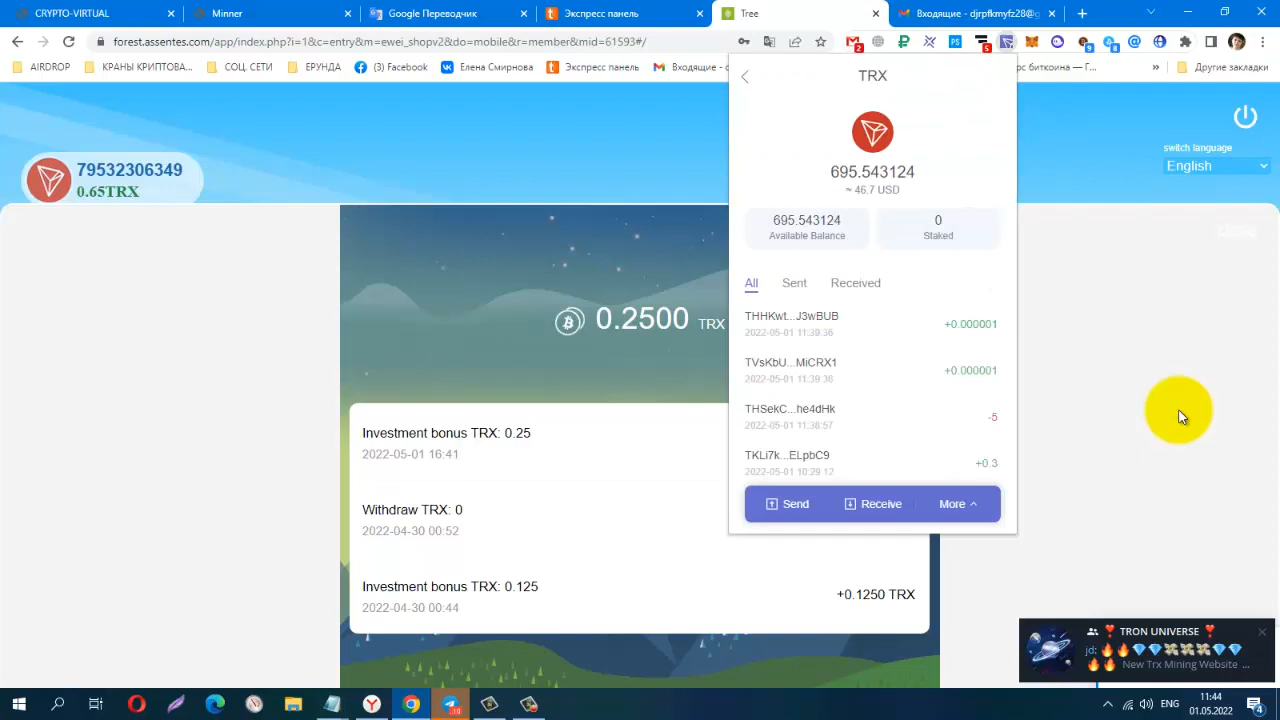 CRYPTO-VIRTUAL
Minner
Google Переводчик
Экспресс панель
Tree
Входящие - djrpfkmyfz28@g
forest.assentes.com/app/index.php?i=1&c=entry&m=wei_shopv2&do=mobile&r=member&mid=61593#/
AIRDROP
КРАНЫ КРИПТОВА...
СОЦ. СЕТИ
ЕРУНДА
(3) Facebook
Елена Смирнова
Экспресс панель
Входящие - d
рс биткоина — Г...
»
Другие закладки
TRX
695.543124
≈ 46.7 USD
695.543124
Available Balance
0
Staked
All
Sent
Received
THHKwt...J3wBUB
2022-05-01 11:39:36
+0.000001
TVsKbU...MiCRX1
2022-05-01 11:39:36
+0.000001
THSekC...he4dHk
2022-05-01 11:38:57
-5
TKLi7k...ELpbC9
2022-05-01 10:29:12
+0.3
Send
Receive
More
switch language
English
79532306349
0.65TRX
0.2500 TRX
Investment bonus TRX: 0.25
2022-05-01 16:41
Withdraw TRX: 0
2022-04-30 00:52
Investment bonus TRX: 0.125
2022-04-30 00:44
+0.1250 TRX
TRON UNIVERSE
jd:
New Trx Mining Website ...
ENG
11:44
01.05.2022